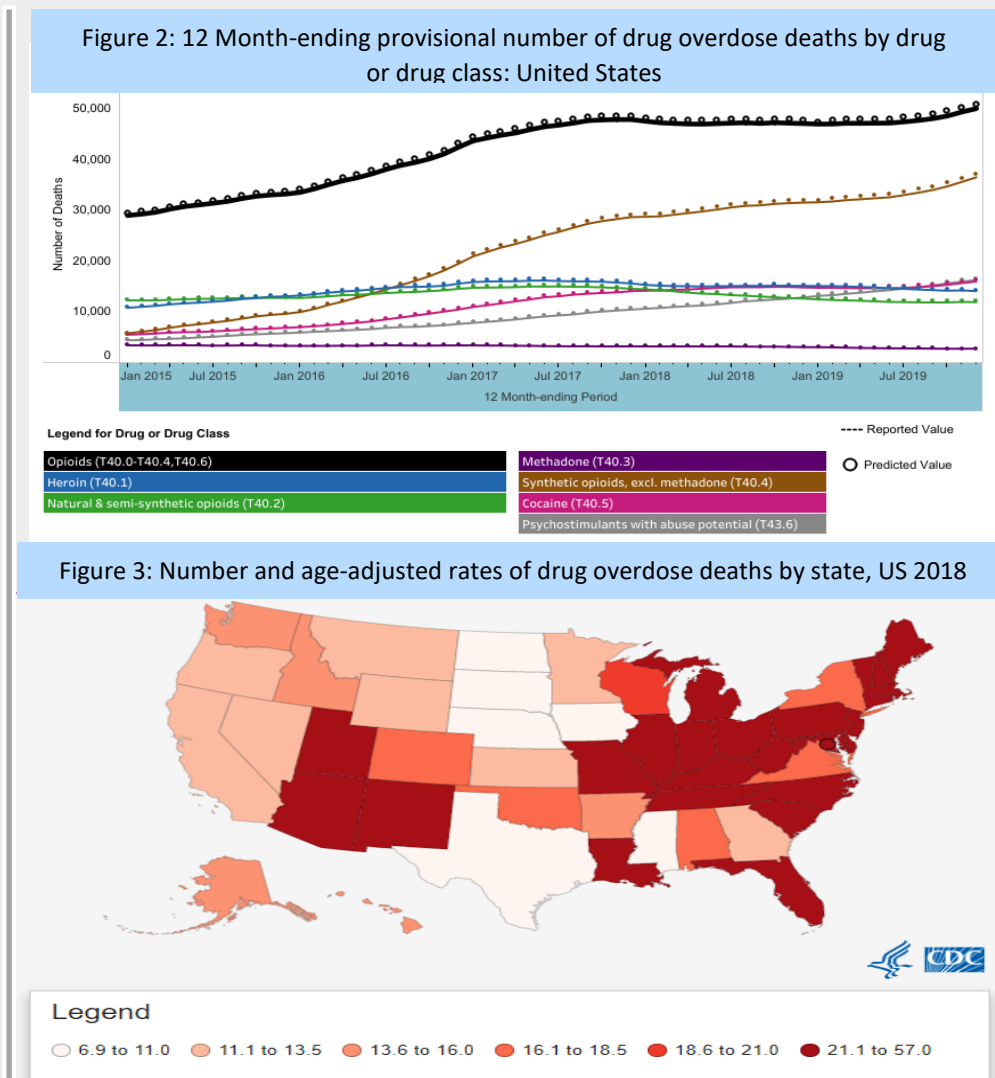 Figure 2: 12 Month-ending provisional number of drug overdose deaths by drug
or drug class: United States
50,000
40,000
30,000
20,000
10,000
0
Number of Deaths
Jan 2015 Jul 2015 Jan 2016 Jul 2016 Jan 2017 Jul 2017 Jan 2018 Jul 2018 Jan 2019 Jul 2019
12 Month-ending Period
Legend for Drug or Drug Class
Opioids (T40.0-T40.4,T40.6)
Heroin (T40.1)
Natural & semi-synthetic opioids (T40.2)
Methadone (T40.3)
Synthetic opioids, excl. methadone (T40.4)
Cocaine (T40.5)
Psychostimulants with abuse potential (T43.6)
---- Reported Value
Predicted Value
Figure 3: Number and age-adjusted rates of drug overdose deaths by state, US 2018
CDC
Legend
6.9 to 11.0 11.1 to 13.5 13.6 to 16.0 16.1 to 18.5 18.6 to 21.0 21.1 to 57.0